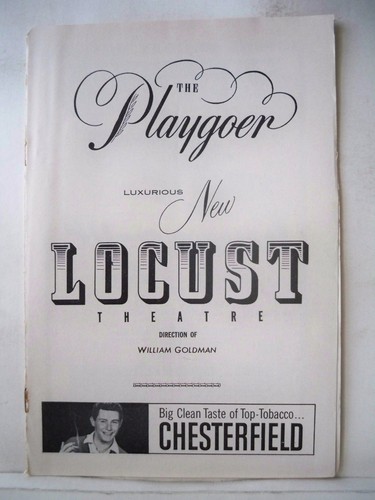 THE
Playgoer
LUXURIOUS New
LOCUST
THEATRE
DIRECTION OF
WILLIAM GOLDMAN
Big Clean Taste of Top-Tobacco...
CHESTERFIELD